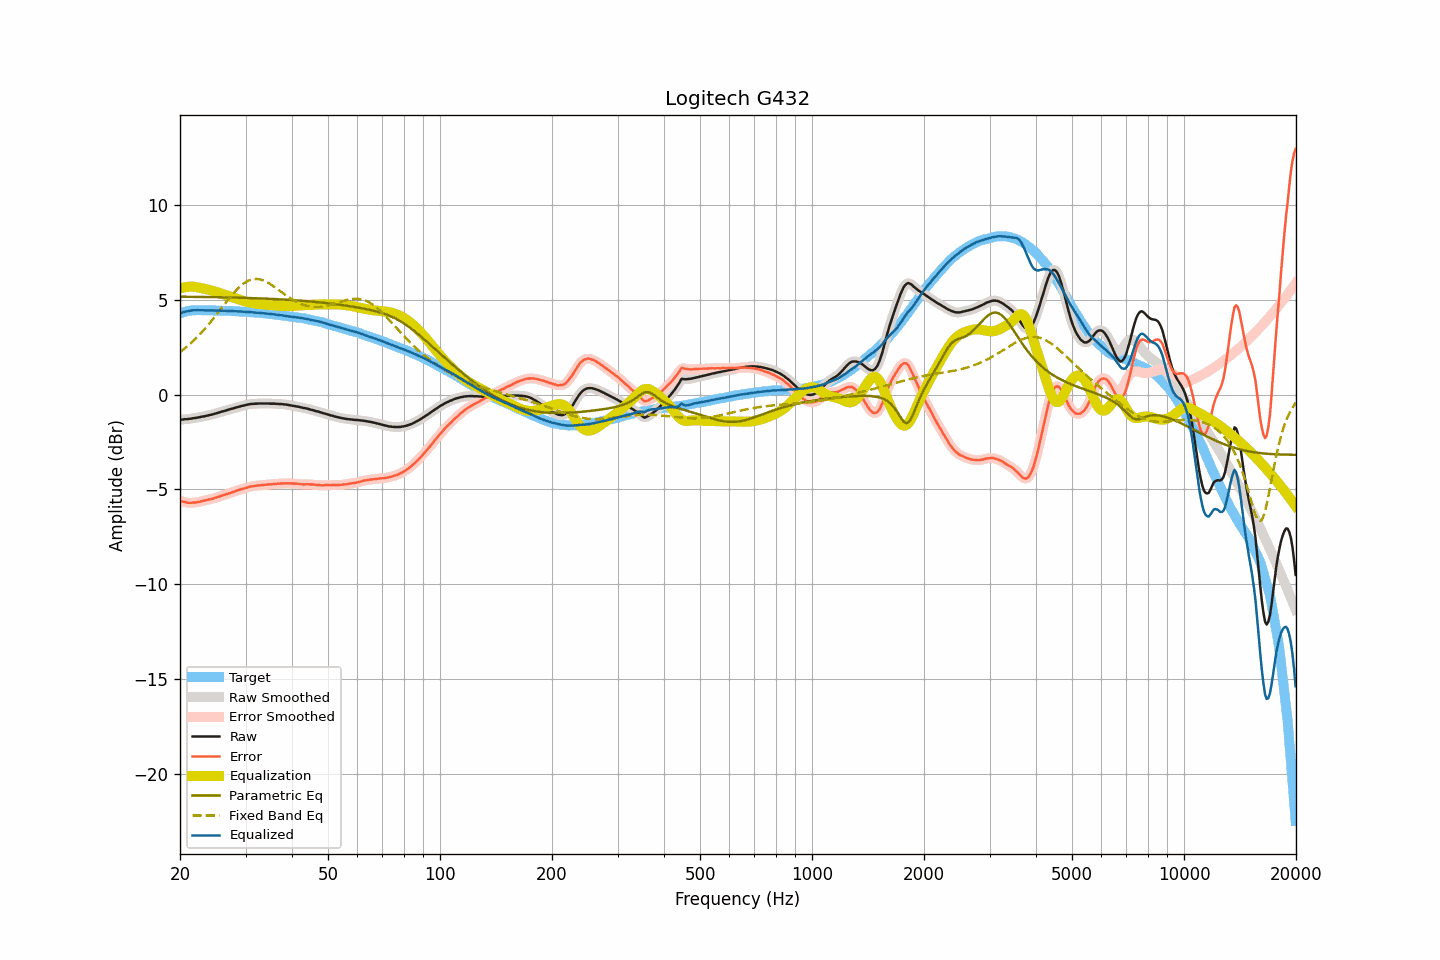 Logitech G432
Amplitude (dBr)
10
5
0
−5
−10
−15
−20
Target
Raw Smoothed
Error Smoothed
Raw
Error
Equalization
Parametric Eq
Fixed Band Eq
Equalized
20 50 100 200 500 1000 2000 5000 10000 20000
Frequency (Hz)